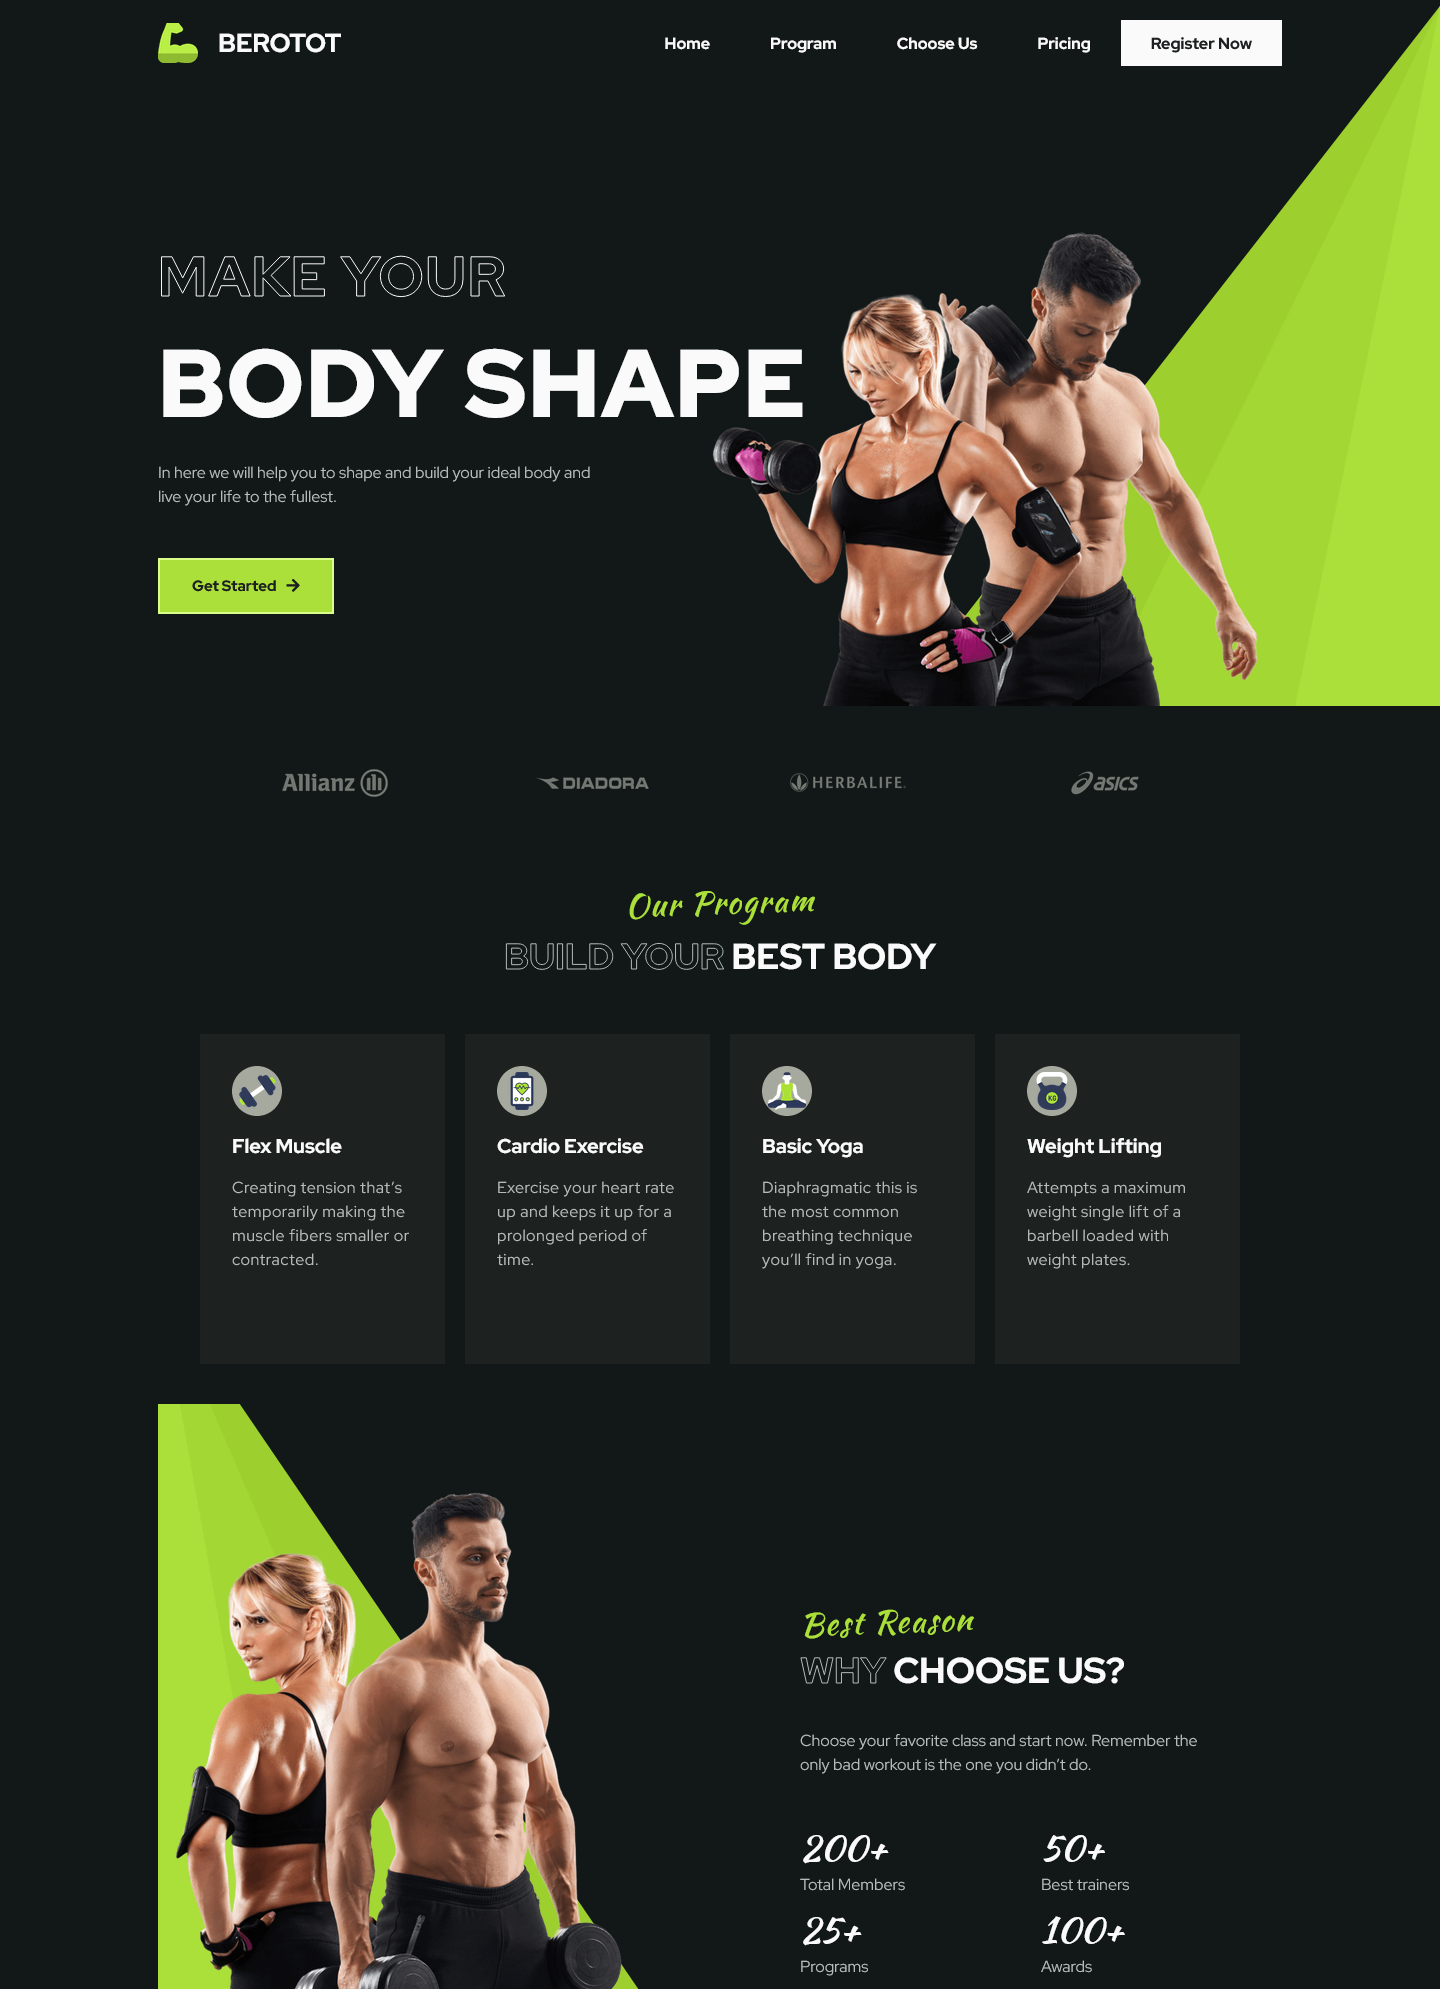 BEROTOT
Home
Program
Choose Us
Pricing
Register Now
MAKE YOUR
BODY SHAPE
In here we will help you to shape and build your ideal body and
live your life to the fullest.
Get Started
Allianz
DIADORA
HERBALIFE.
asics
Our Program
BUILD YOUR BEST BODY
Flex Muscle
Creating tension that’s
temporarily making the
muscle fibers smaller or
contracted.
Cardio Exercise
Exercise your heart rate
up and keeps it up for a
prolonged period of
time.
Basic Yoga
Diaphragmatic this is
the most common
breathing technique
you’ll find in yoga.
KG
Weight Lifting
Attempts a maximum
weight single lift of a
barbell loaded with
weight plates.
Best Reason
WHY CHOOSE US?
Choose your favorite class and start now. Remember the
only bad workout is the one you didn’t do.
200+
Total Members
50+
Best trainers
25+
Programs
100+
Awards